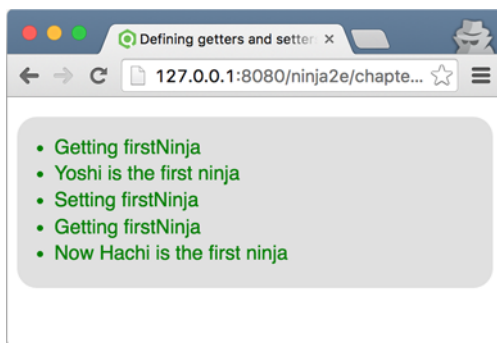 Defining getters and setter
127.0.0.1:8080/ninja2e/chapte...
Getting firstNinja
Yoshi is the first ninja
Setting firstNinja
Getting firstNinja
Now Hachi is the first ninja